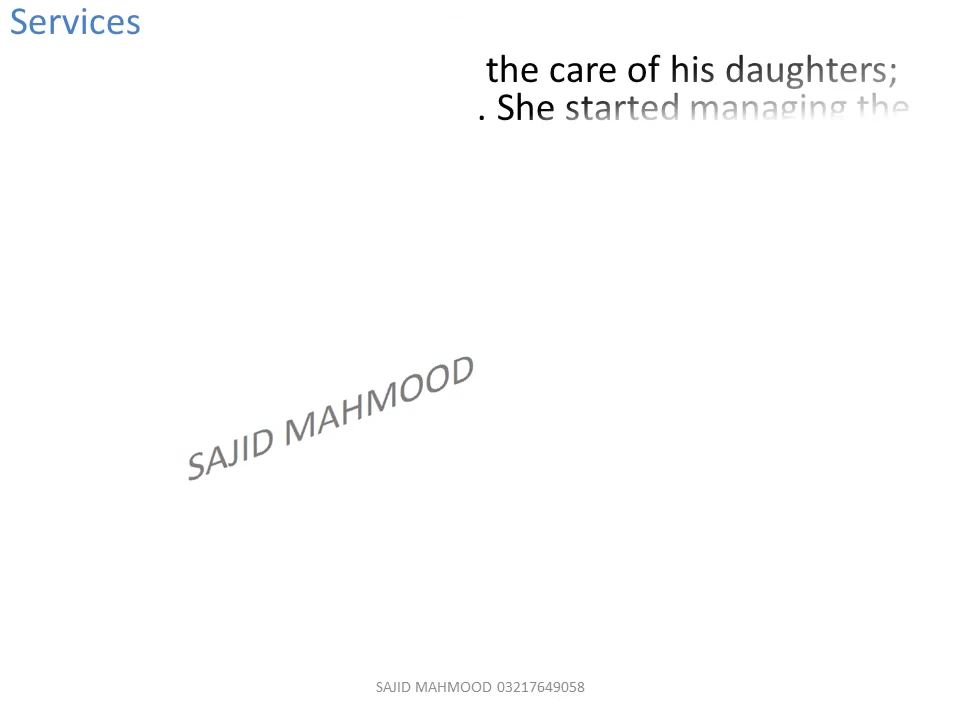 Services
the care of his daughters;
. She started managing the
SAJID MAHMOOD
SAJID MAHMOOD 03217649058